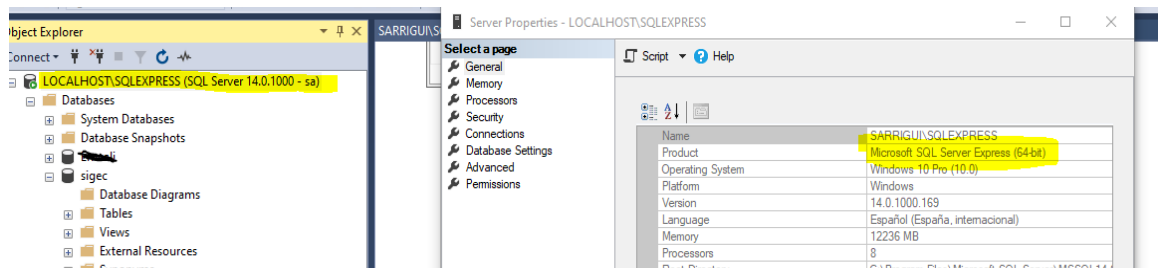 Object Explorer
SARRIGUI\S
Connect
LOCALHOST\SQLEXPRESS (SQL Server 14.0.1000 - sa)
Databases
System Databases
Database Snapshots
sigec
Database Diagrams
Tables
Views
External Resources
Server Properties - LOCALHOST\SQLEXPRESS
Select a page
General
Memory
Processors
Security
Connections
Database Settings
Advanced
Permissions
Script
Help
Name SARRIGUI\SQLEXPRESS
Product Microsoft SQL Server Express (64-bit)
Operating System Windows 10 Pro (10.0)
Platform Windows
Version 14.0.1000.169
Language Español (España, internacional)
Memory 12236 MB
Processors 8